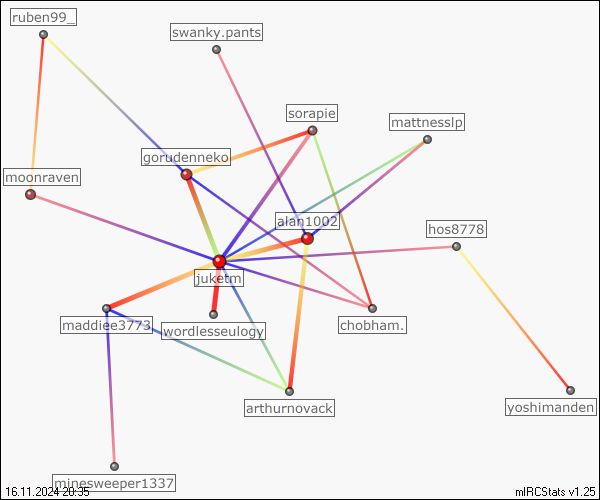 ruben99_
swanky.pants
sorapie
mattnesslp
gorudenneko
moonraven
alan1002
hos8778
juketm
maddiee3773
wordlesseulogy
chobham.
arthurnovack
yoshimanden
minesweeper1337
16.11.2024 20:35
mIRCStats v1.25